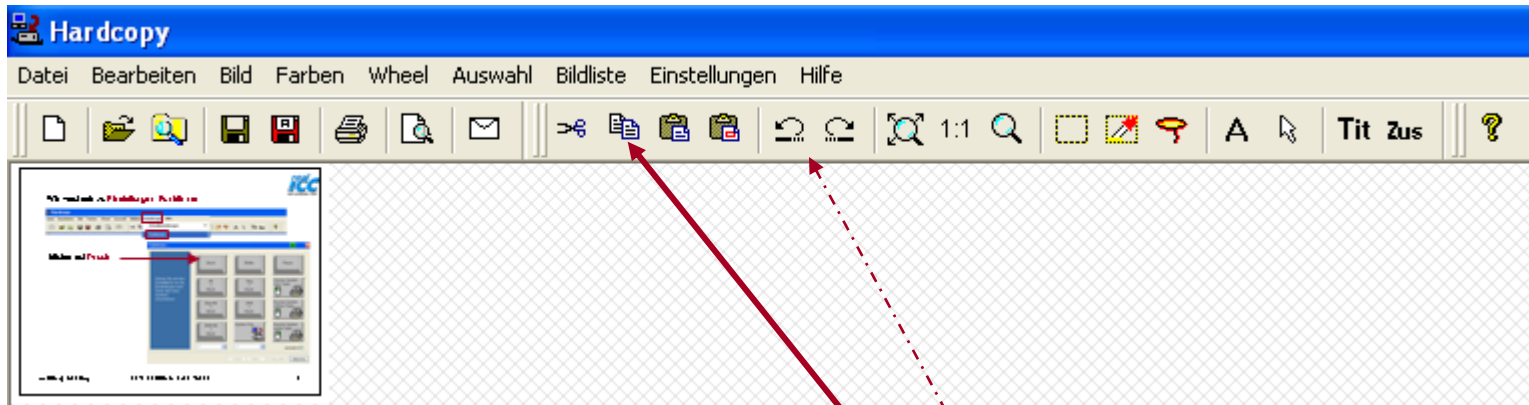 Hardcopy
Datei Bearbeiten Bild Farben Wheel Auswahl Bildliste Einstellungen Hilfe
1:1 A Tit Zus ?
icc